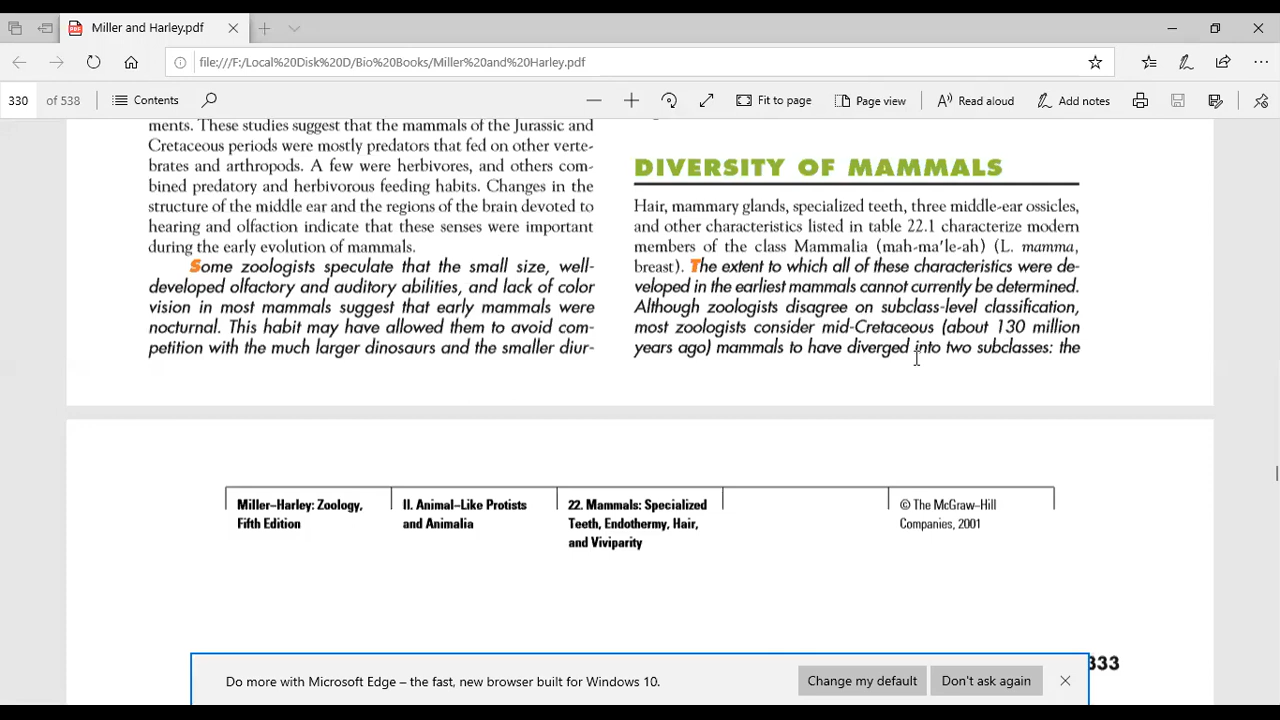 Miller and Harley.pdf
file:///F:/Local%20Disk%20D/Bio%20Books/Miller%20and%20Harley.pdf
330 of 538 Contents Fit to page Page view Read aloud Add notes
ments. These studies suggest that the mammals of the Jurassic and
Cretaceous periods were mostly predators that fed on other verte-
brates and arthropods. A few were herbivores, and others com-
bined predatory and herbivorous feeding habits. Changes in the
structure of the middle ear and the regions of the brain devoted to
hearing and olfaction indicate that these senses were important
during the early evolution of mammals.
Some zoologists speculate that the small size, well-
developed olfactory and auditory abilities, and lack of color
vision in most mammals suggest that early mammals were
nocturnal. This habit may have allowed them to avoid com-
petition with the much larger dinosaurs and the smaller diur-
DIVERSITY OF MAMMALS
Hair, mammary glands, specialized teeth, three middle-ear ossicles,
and other characteristics listed in table 22.1 characterize modern
members of the class Mammalia (mah-ma′le-ah) (L. mamma,
breast). The extent to which all of these characteristics were de-
veloped in the earliest mammals cannot currently be determined.
Although zoologists disagree on subclass-level classification,
most zoologists consider mid-Cretaceous (about 130 million
years ago) mammals to have diverged into two subclasses: the
Miller–Harley: Zoology,
Fifth Edition
II. Animal–Like Protists
and Animalia
22. Mammals: Specialized
Teeth, Endothermy, Hair,
and Viviparity
© The McGraw–Hill
Companies, 2001
333
Do more with Microsoft Edge – the fast, new browser built for Windows 10.
Change my default
Don't ask again